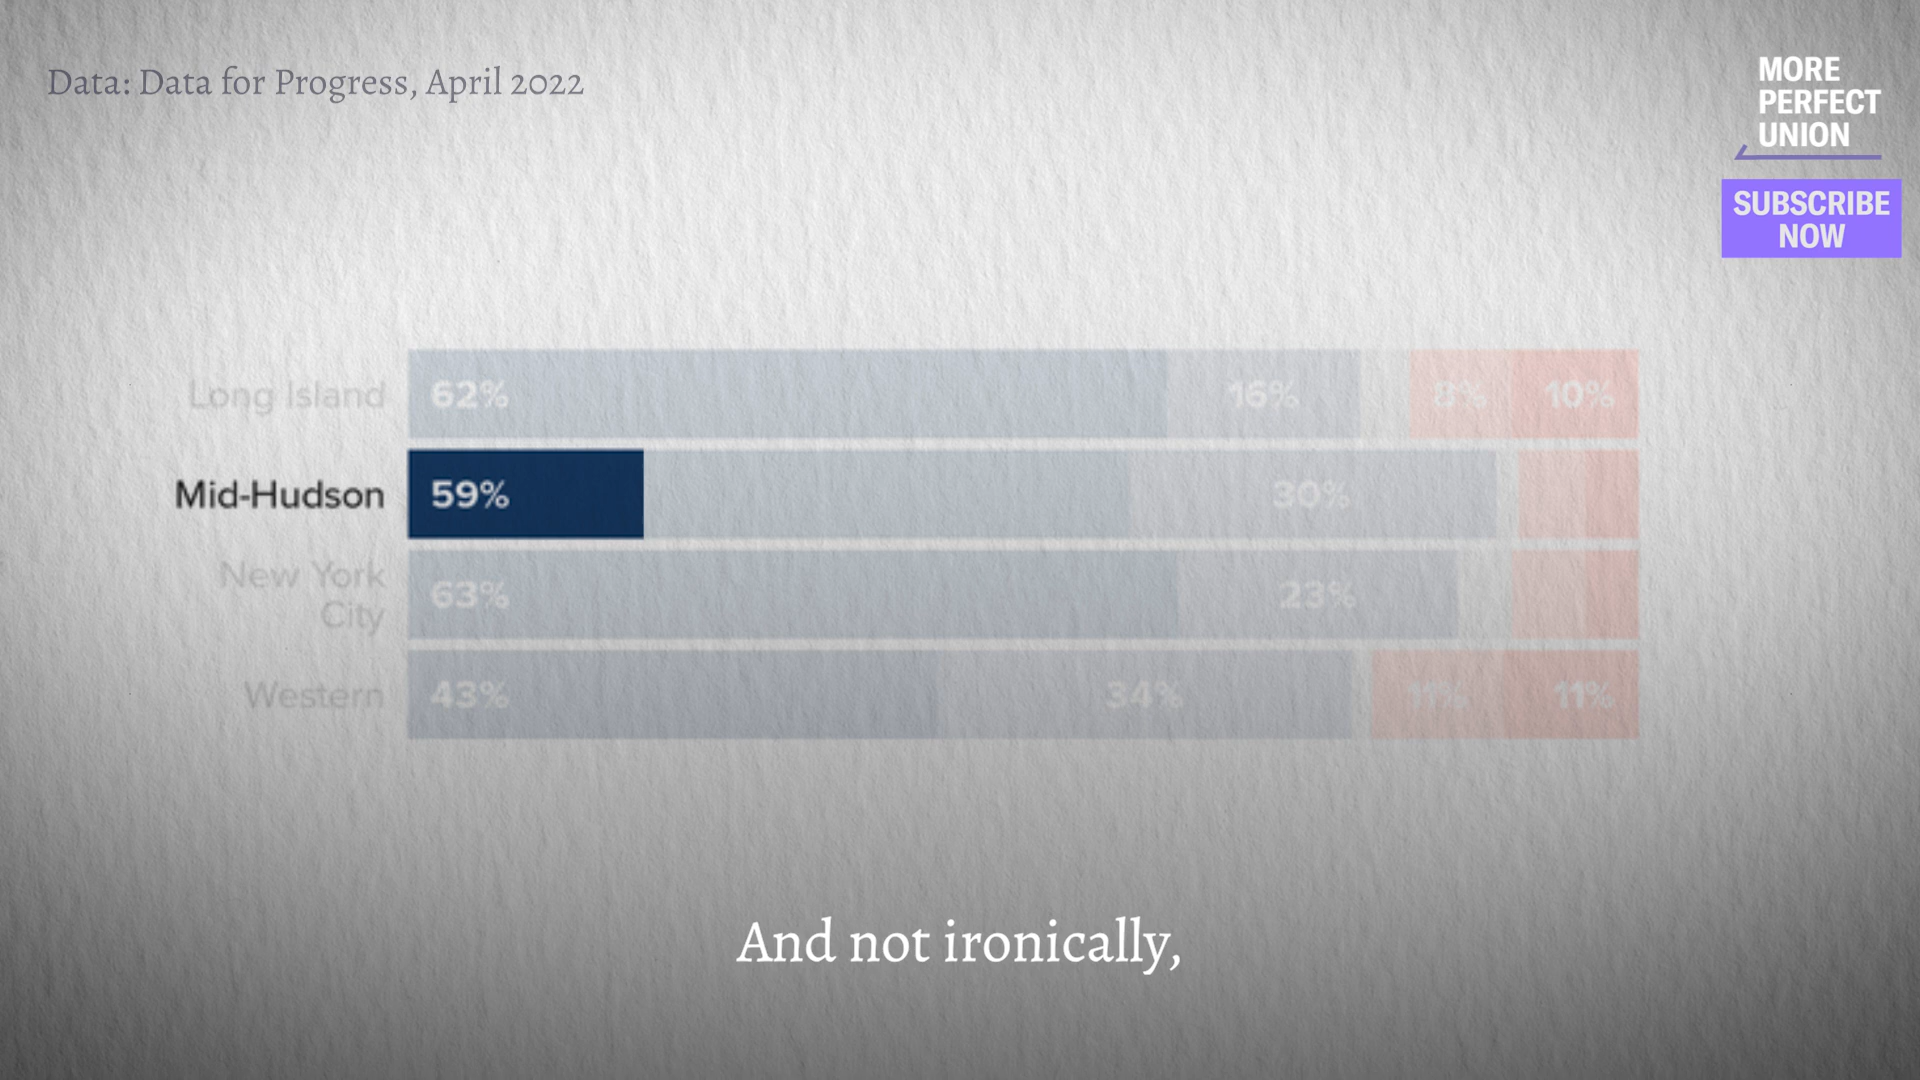 Data: Data for Progress, April 2022
MORE
PERFECT
UNION
SUBSCRIBE
NOW
Long Island 62% 16% 8% 10%
Mid-Hudson 59% 30%
New York
City 63% 23%
Western 43% 34% 11% 11%
And not ironically,